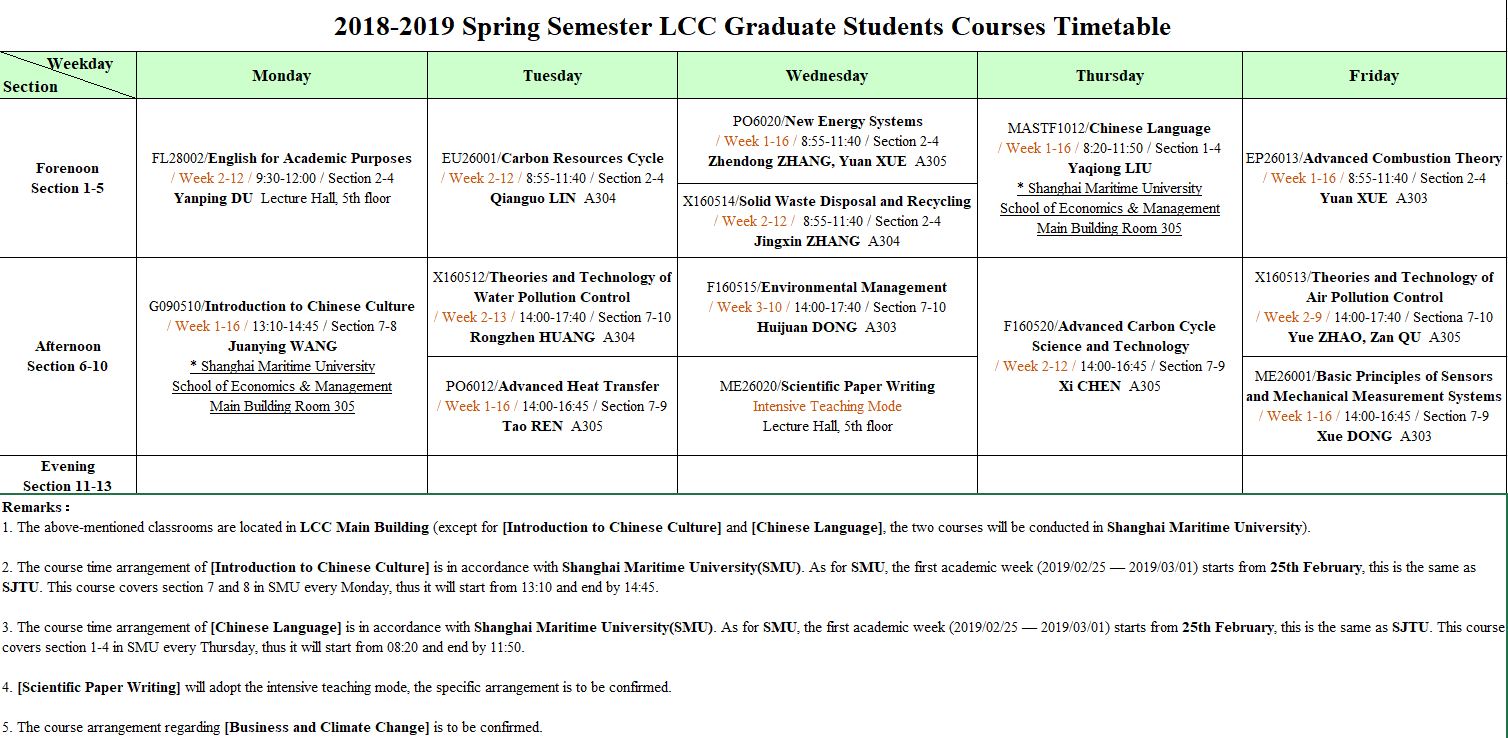 2018-2019 Spring Semester LCC Graduate Students Courses Timetable
Weekday
Section
Monday
Tuesday
Wednesday
Thursday
Friday
Forenoon
Section 1-5
FL28002/English for Academic Purposes
/ Week 2-12 / 9:30-12:00 / Section 2-4
Yanping DU Lecture Hall, 5th floor
EU26001/Carbon Resources Cycle
/ Week 2-12 / 8:55-11:40 / Section 2-4
Qianguo LIN A304
PO6020/New Energy Systems
/ Week 1-16 / 8:55-11:40 / Section 2-4
Zhendong ZHANG, Yuan XUE A305
X160514/Solid Waste Disposal and Recycling
/ Week 2-12 / 8:55-11:40 / Section 2-4
Jingxin ZHANG A304
MASTF1012/Chinese Language
/ Week 1-16 / 8:20-11:50 / Section 1-4
Yaqiong LIU
* Shanghai Maritime University
School of Economics & Management
Main Building Room 305
EP26013/Advanced Combustion Theory
/ Week 1-16 / 8:55-11:40 / Section 2-4
Yuan XUE A303
Afternoon
Section 6-10
G090510/Introduction to Chinese Culture
/ Week 1-16 / 13:10-14:45 / Section 7-8
Juanying WANG
* Shanghai Maritime University
School of Economics & Management
Main Building Room 305
X160512/Theories and Technology of
Water Pollution Control
/ Week 2-13 / 14:00-17:40 / Section 7-10
Rongzhen HUANG A304
PO6012/Advanced Heat Transfer
/ Week 1-16 / 14:00-16:45 / Section 7-9
Tao REN A305
F160515/Environmental Management
/ Week 3-10 / 14:00-17:40 / Section 7-10
Huijuan DONG A303
ME26020/Scientific Paper Writing
Intensive Teaching Mode
Lecture Hall, 5th floor
F160520/Advanced Carbon Cycle
Science and Technology
/ Week 2-12 / 14:00-16:45 / Section 7-9
Xi CHEN A305
X160513/Theories and Technology of
Air Pollution Control
/ Week 2-9 / 14:00-17:40 / Sectiona 7-10
Yue ZHAO, Zan QU A305
ME26001/Basic Principles of Sensors
and Mechanical Measurement Systems
/ Week 1-16 / 14:00-16:45 / Section 7-9
Xue DONG A303
Evening
Section 11-13
Remarks：
1. The above-mentioned classrooms are located in LCC Main Building (except for [Introduction to Chinese Culture] and [Chinese Language], the two courses will be conducted in Shanghai Maritime University).
2. The course time arrangement of [Introduction to Chinese Culture] is in accordance with Shanghai Maritime University(SMU). As for SMU, the first academic week (2019/02/25 — 2019/03/01) starts from 25th February, this is the same as
SJTU. This course covers section 7 and 8 in SMU every Monday, thus it will start from 13:10 and end by 14:45.
3. The course time arrangement of [Chinese Language] is in accordance with Shanghai Maritime University(SMU). As for SMU, the first academic week (2019/02/25 — 2019/03/01) starts from 25th February, this is the same as SJTU. This course
covers section 1-4 in SMU every Thursday, thus it will start from 08:20 and end by 11:50.
4. [Scientific Paper Writing] will adopt the intensive teaching mode, the specific arrangement is to be confirmed.
5. The course arrangement regarding [Business and Climate Change] is to be confirmed.